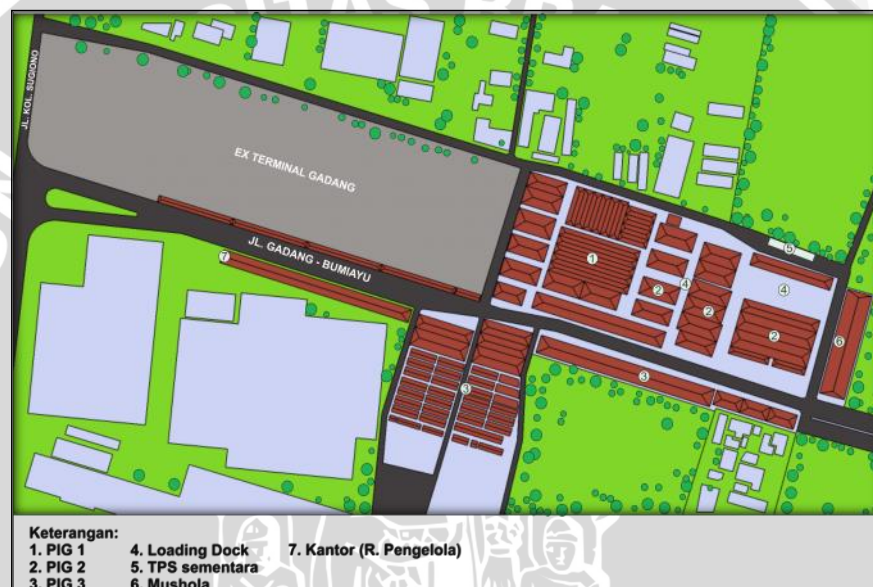 JL. KOL. SUGIONO
EX TERMINAL GADANG
JL. GADANG - BUMIAYU
7
1
2
4
2
5
4
2
6
3
3
Keterangan:
1. PIG 1 4. Loading Dock 7. Kantor (R. Pengelola)
2. PIG 2 5. TPS sementara
3. PIG 3 6. Mushola